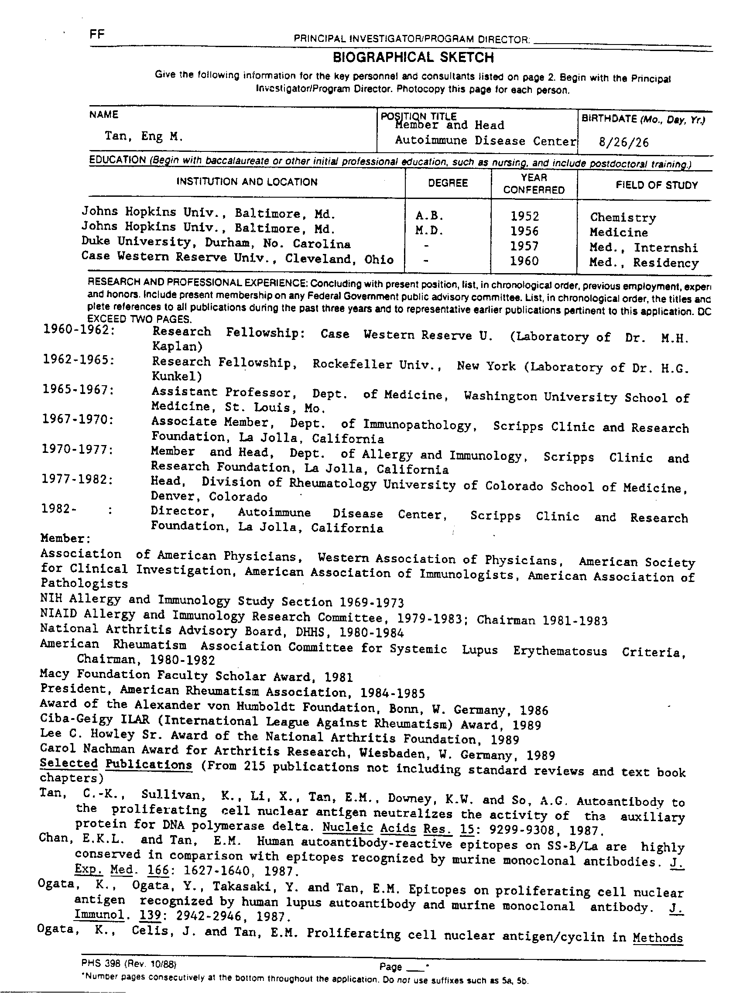 FF
PRINCIPAL INVESTIGATOR/PROGRAM DIRECTOR:
BIOGRAPHICAL SKETCH
Give the following information for the key personnel and consultants listed on page 2. Begin with the Principal
Investigator/Program Director. Photocopy this page for each person.
NAME
Tan, Eng M.
POSITION TITLE
Member and Head
Autoimmune Disease Center
BIRTHDATE (Mo., Day, Yr.)
8/26/26
EDUCATION (Begin with baccalaureate or other initial professional education, such as nursing, and include postdoctoral training.)
INSTITUTION AND LOCATION DEGREE YEAR CONFERRED FIELD OF STUDY
Johns Hopkins Univ., Baltimore, Md. A.B. 1952 Chemistry
Johns Hopkins Univ., Baltimore, Md. M.D. 1956 Medicine
Duke University, Durham, No. Carolina - 1957 Med., Internshi
Case Western Reserve Univ., Cleveland, Ohio - 1960 Med., Residency
RESEARCH AND PROFESSIONAL EXPERIENCE: Concluding with present position, list, in chronological order, previous employment, experi
and honors. Include present membership on any Federal Government public advisory committee. List, in chronological order, the titles and
plete references to all publications during the past three years and to representative earlier publications pertinent to this application. DO
EXCEED TWO PAGES.
1960-1962: Research Fellowship: Case Western Reserve U. (Laboratory of Dr. M.H.
Kaplan)
1962-1965: Research Fellowship, Rockefeller Univ., New York (Laboratory of Dr. H.G.
Kunkel)
1965-1967: Assistant Professor, Dept. of Medicine, Washington University School of
Medicine, St. Louis, Mo.
1967-1970: Associate Member, Dept. of Immunopathology, Scripps Clinic and Research
Foundation, La Jolla, California
1970-1977: Member and Head, Dept. of Allergy and Immunology, Scripps Clinic and
Research Foundation, La Jolla, California
1977-1982: Head, Division of Rheumatology University of Colorado School of Medicine,
Denver, Colorado
1982- : Director, Autoimmune Disease Center, Scripps Clinic and Research
Foundation, La Jolla, California
Member:
Association of American Physicians, Western Association of Physicians, American Society
for Clinical Investigation, American Association of Immunologists, American Association of
Pathologists
NIH Allergy and Immunology Study Section 1969-1973
NIAID Allergy and Immunology Research Committee, 1979-1983; Chairman 1981-1983
National Arthritis Advisory Board, DHHS, 1980-1984
American Rheumatism Association Committee for Systemic Lupus Erythematosus Criteria,
Chairman, 1980-1982
Macy Foundation Faculty Scholar Award, 1981
President, American Rheumatism Association, 1984-1985
Award of the Alexander von Humboldt Foundation, Bonn, W. Germany, 1986
Ciba-Geigy ILAR (International League Against Rheumatism) Award, 1989
Lee C. Howley Sr. Award of the National Arthritis Foundation, 1989
Carol Nachman Award for Arthritis Research, Wiesbaden, W. Germany, 1989
Selected Publications (From 215 publications not including standard reviews and text book
chapters)
Tan, C.-K., Sullivan, K., Li, X., Tan, E.M., Downey, K.W. and So, A.G. Autoantibody to
the proliferating cell nuclear antigen neutralizes the activity of the auxiliary
protein for DNA polymerase delta. Nucleic Acids Res. 15: 9299-9308, 1987.
Chan, E.K.L. and Tan, E.M. Human autoantibody-reactive epitopes on SS-B/La are highly
conserved in comparison with epitopes recognized by murine monoclonal antibodies. J.
Exp. Med. 166: 1627-1640, 1987.
Ogata, K., Ogata, Y., Takasaki, Y. and Tan, E.M. Epitopes on proliferating cell nuclear
antigen recognized by human lupus autoantibody and murine monoclonal antibody. J.
Immunol. 139: 2942-2946, 1987.
Ogata, K., Celis, J. and Tan, E.M. Proliferating cell nuclear antigen/cyclin in Methods
PHS 398 (Rev. 10/88) Page ___*
*Number pages consecutively at the bottom throughout the application. Do not use suffixes such as 5a, 5b.